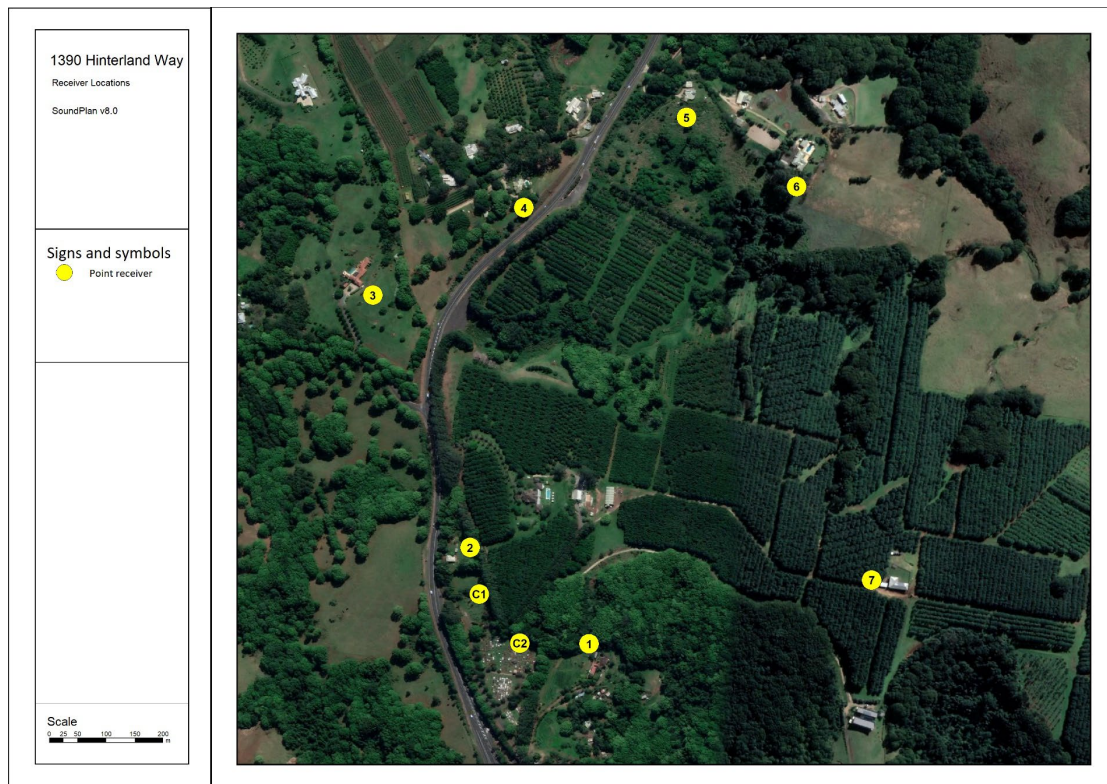 1390 Hinterland Way
Receiver Locations
SoundPlan v8.0
Signs and symbols
Point receiver
Scale
0 25 50 100 150 200
m
5
6
4
3
2
7
C1
C2
1